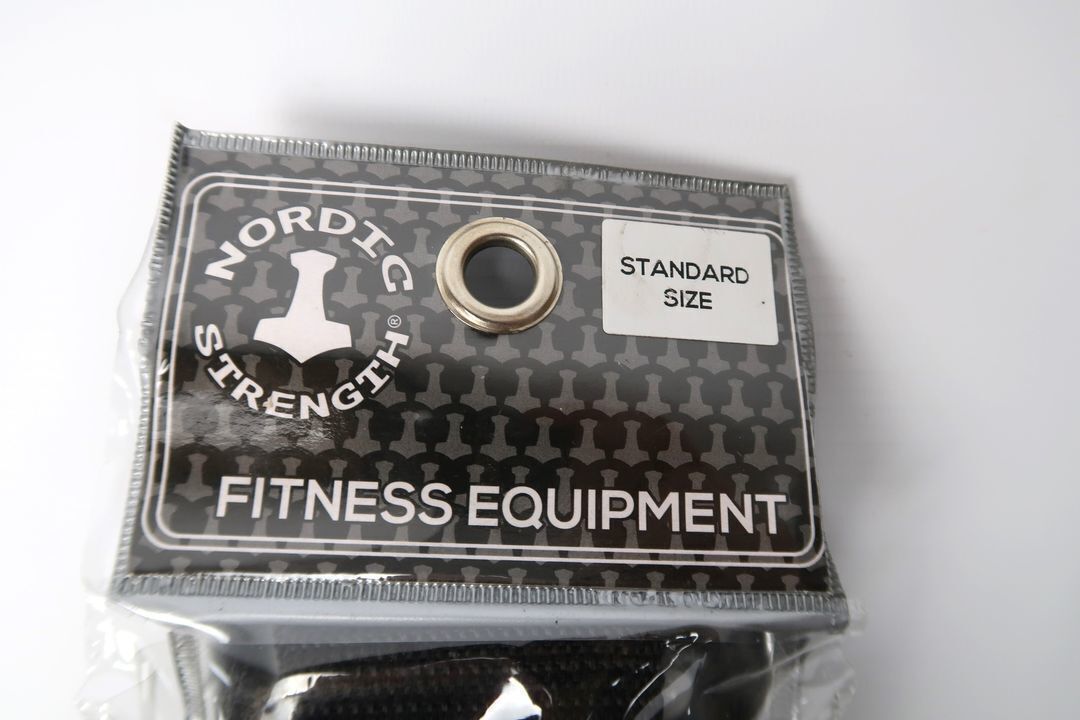 NORDIC
STRENGTH®
STANDARD
SIZE
FITNESS EQUIPMENT